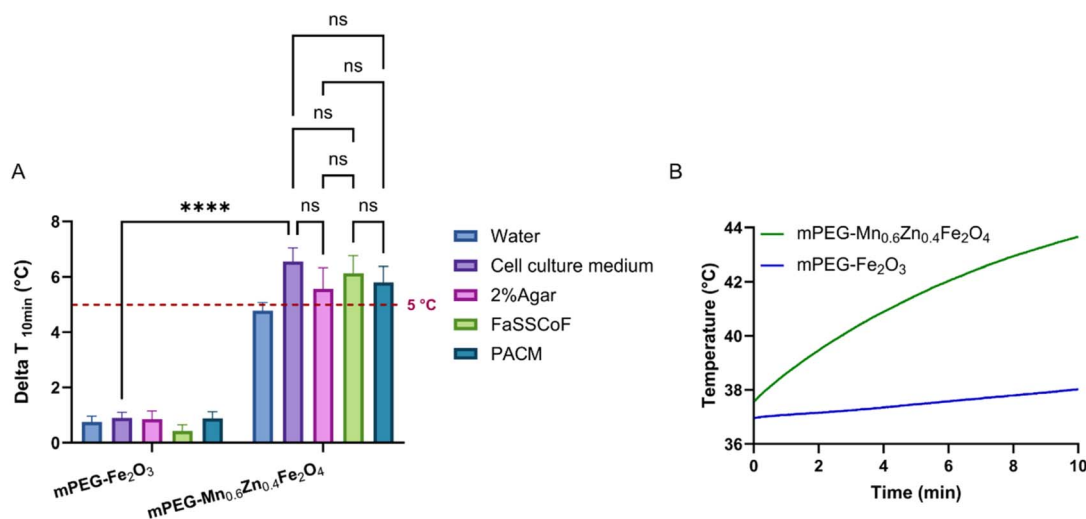 ns
ns
ns
ns
A
B
****
ns
ns
8
6
4
2
0
Delta T 10min (°C)
5 °C
Water
Cell culture medium
2%Agar
FaSSCoF
PACM
mPEG-Fe₂O₃
mPEG-Mn₀.₆Zn₀.₄Fe₂O₄
44
42
40
38
36
Temperature (°C)
mPEG-Mn₀.₆Zn₀.₄Fe₂O₄
mPEG-Fe₂O₃
0 2 4 6 8 10
Time (min)